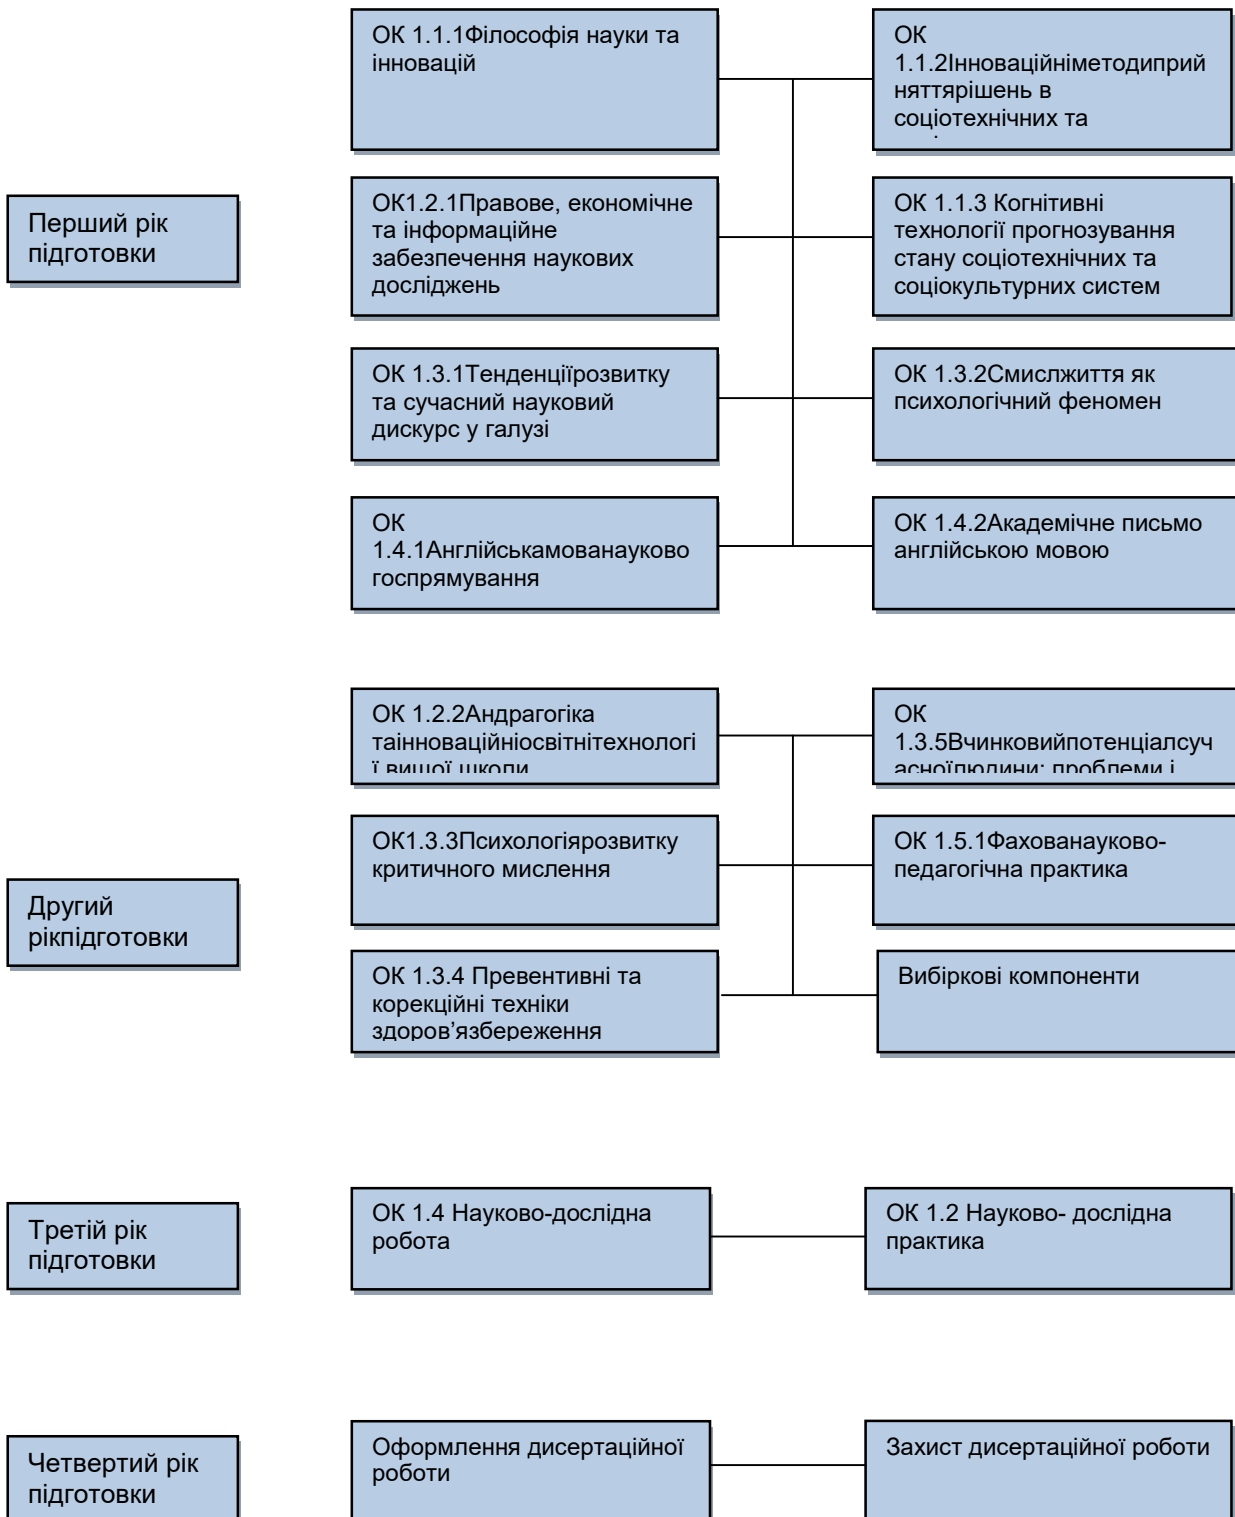 ОК 1.1.1Філософія науки та
інновацій
ОК
1.1.2Інноваційніметодиприй
няттярішень в
соціотехнічних та
Перший рік
підготовки
ОК1.2.1Правове, економічне
та інформаційне
забезпечення наукових
досліджень
ОК 1.1.3 Когнітивні
технології прогнозування
стану соціотехнічних та
соціокультурних систем
ОК 1.3.1Тенденціїрозвитку
та сучасний науковий
дискурс у галузі
ОК 1.3.2Смислжиття як
психологічний феномен
ОК
1.4.1Англійськамованауково
госпрямування
ОК 1.4.2Академічне письмо
англійською мовою
ОК 1.2.2Андрагогіка
таінноваційніосвітнітехнологі
ї вищої школи
ОК
1.3.5Вчинковийпотенціалсуч
асноїлюдини: проблеми і
Другий
рікпідготовки
ОК1.3.3Психологіярозвитку
критичного мислення
ОК 1.5.1Фахованауково-
педагогічна практика
ОК 1.3.4 Превентивні та
корекційні техніки
здоров’язбереження
Вибіркові компоненти
Третій рік
підготовки
ОК 1.4 Науково-дослідна
робота
ОК 1.2 Науково- дослідна
практика
Четвертий рік
підготовки
Оформлення дисертаційної
роботи
Захист дисертаційної роботи